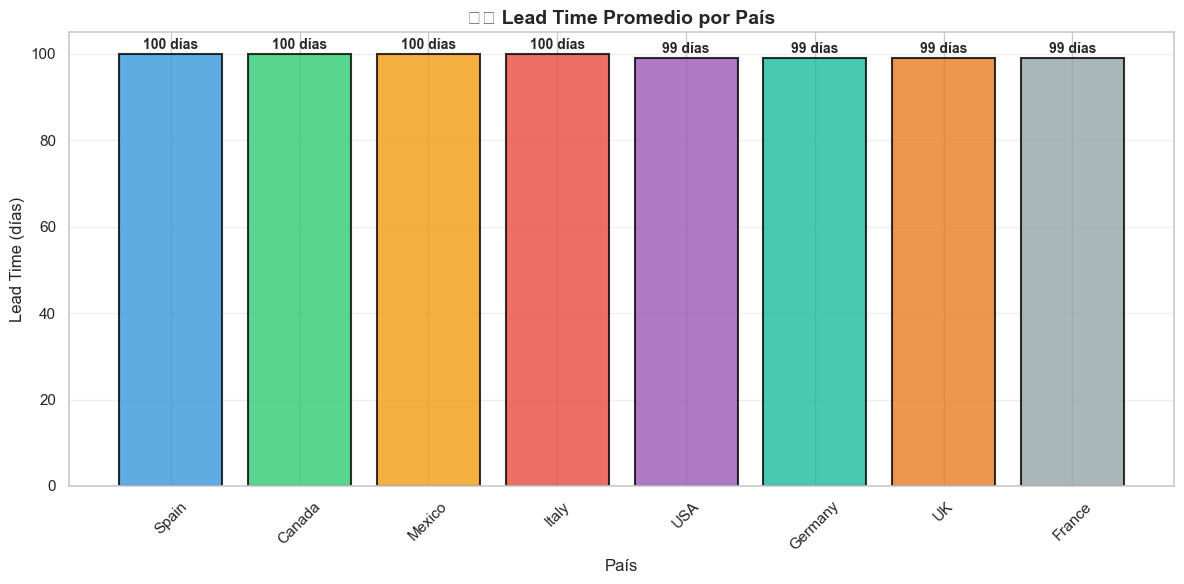 Lead Time Promedio por País
100 días 100 días 100 días 100 días 99 días 99 días 99 días 99 días
100
80
60
40
20
0
Lead Time (días)
Spain Canada Mexico Italy USA Germany UK France
País